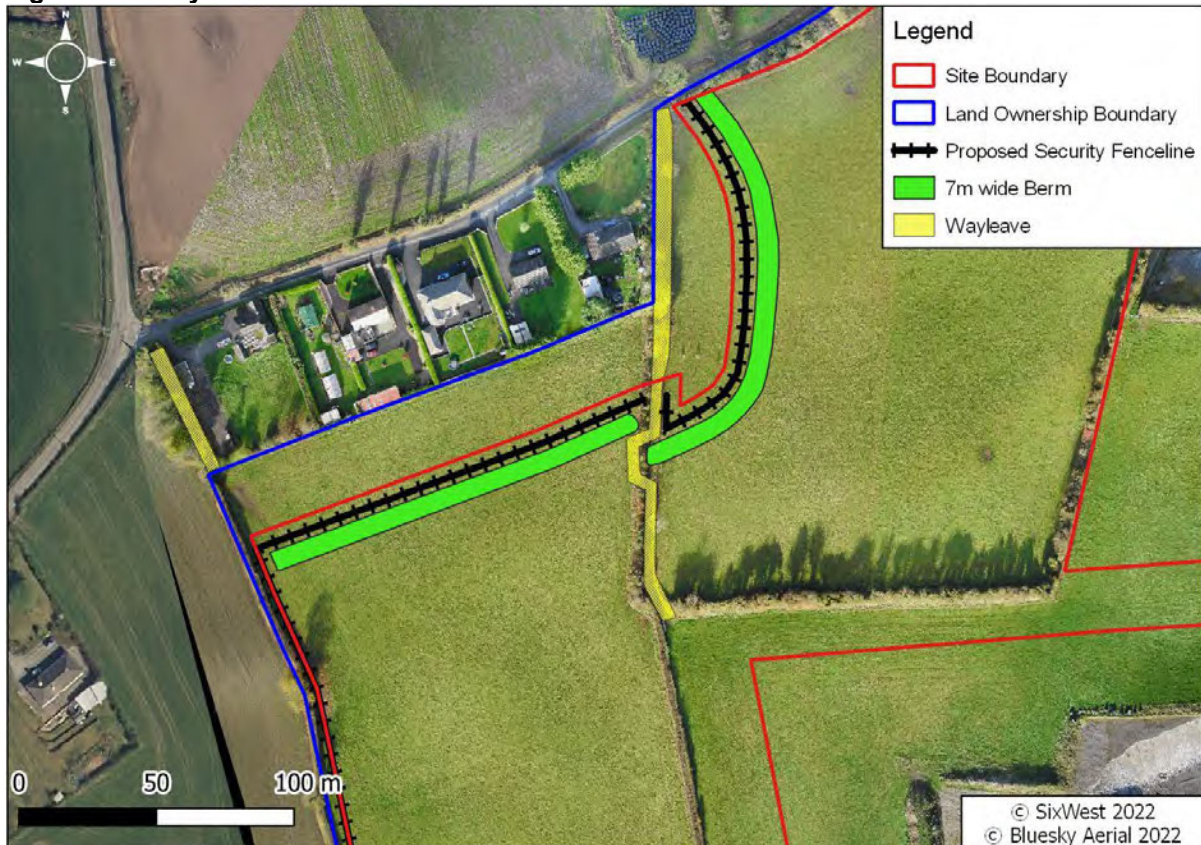 N
W E
S
Legend
Site Boundary
Land Ownership Boundary
Proposed Security Fenceline
7m wide Berm
Wayleave
0 50 100 m
© SixWest 2022
© Bluesky Aerial 2022